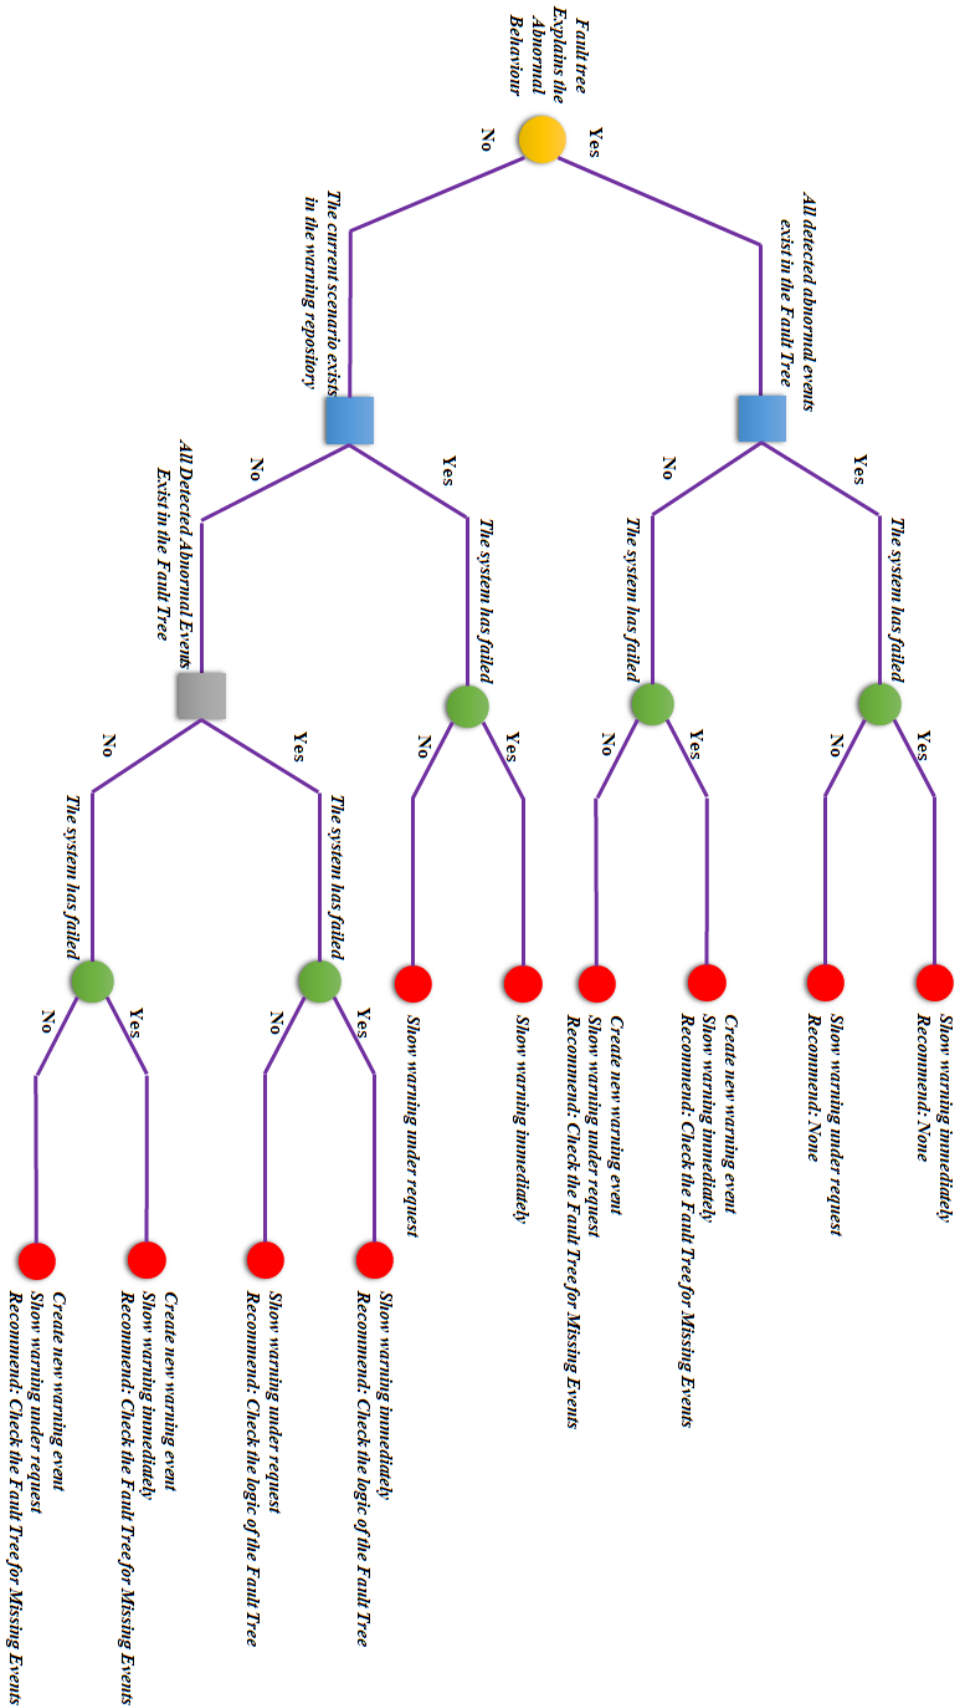 Fault tree
Explains the
Abnormal
Behaviour
Yes
No
All detected abnormal events
exist in the Fault Tree
Yes
No
The system has failed
Yes
No
Show warning immediately
Recommend: None
Show warning under request
Recommend: None
The system has failed
Yes
No
Create new warning event
Show warning immediately
Recommend: Check the Fault Tree for Missing Events
Create new warning event
Show warning under request
Recommend: Check the Fault Tree for Missing Events
The current scenario exists
in the warning repository
Yes
No
The system has failed
Yes
No
Show warning immediately
Show warning under request
All Detected Abnormal Events
Exist in the Fault Tree
Yes
No
The system has failed
Yes
No
Show warning immediately
Recommend: Check the logic of the Fault Tree
Show warning under request
Recommend: Check the logic of the Fault Tree
The system has failed
Yes
No
Create new warning event
Show warning immediately
Recommend: Check the Fault Tree for Missing Events
Create new warning event
Show warning under request
Recommend: Check the Fault Tree for Missing Events